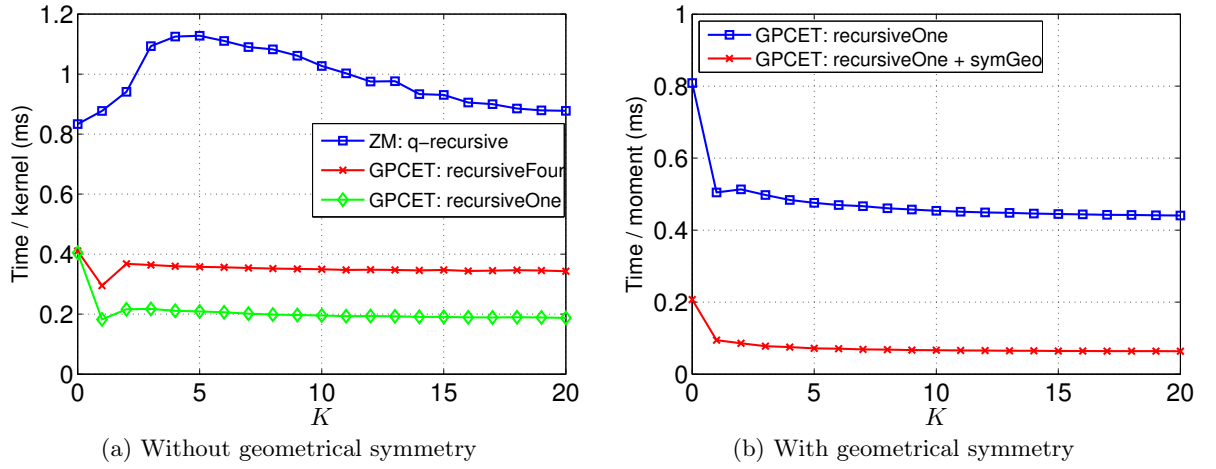 1.2
1
0.8
0.6
0.4
0.2
0
0
5
10
15
20
Time / kernel (ms)
K
ZM: q−recursive
GPCET: recursiveFour
GPCET: recursiveOne
(a) Without geometrical symmetry
1
0.8
0.6
0.4
0.2
0
0
5
10
15
20
Time / moment (ms)
K
GPCET: recursiveOne
GPCET: recursiveOne + symGeo
(b) With geometrical symmetry